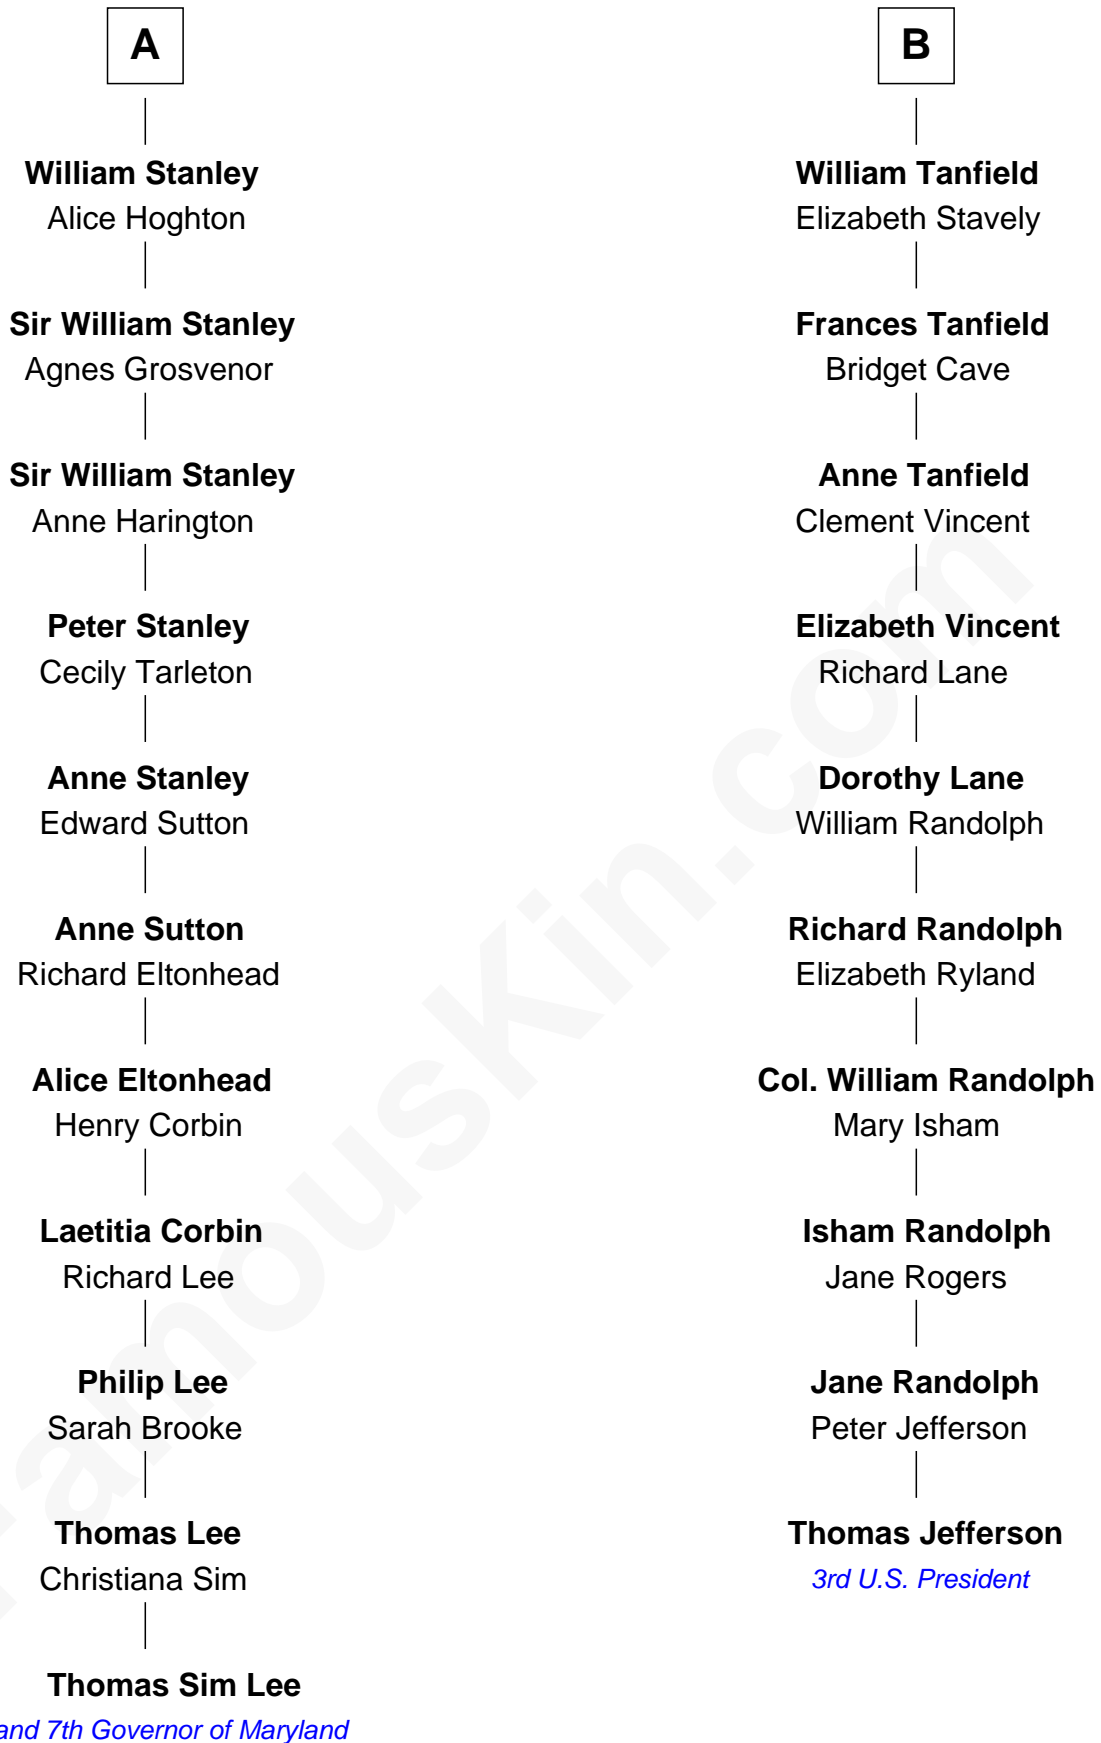 A
William Stanley
Alice Hoghton
Sir William Stanley
Agnes Grosvenor
Sir William Stanley
Anne Harington
Peter Stanley
Cecily Tarleton
Anne Stanley
Edward Sutton
Anne Sutton
Richard Eltonhead
Alice Eltonhead
Henry Corbin
Laetitia Corbin
Richard Lee
Philip Lee
Sarah Brooke
Thomas Lee
Christiana Sim
Thomas Sim Lee
and 7th Governor of Maryland
B
William Tanfield
Elizabeth Stavely
Frances Tanfield
Bridget Cave
Anne Tanfield
Clement Vincent
Elizabeth Vincent
Richard Lane
Dorothy Lane
William Randolph
Richard Randolph
Elizabeth Ryland
Col. William Randolph
Mary Isham
Isham Randolph
Jane Rogers
Jane Randolph
Peter Jefferson
Thomas Jefferson
3rd U.S. President
FamousKin.com